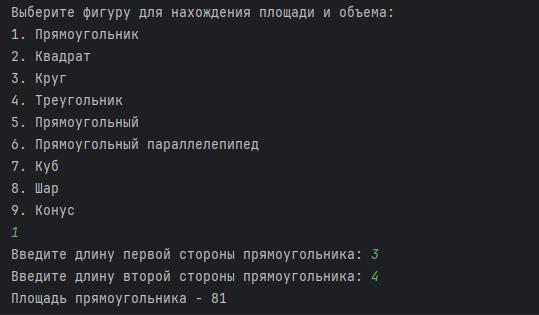 Выберите фигуру для нахождения площади и объема:
1. Прямоугольник
2. Квадрат
3. Круг
4. Треугольник
5. Прямоугольный
6. Прямоугольный параллелепипед
7. Куб
8. Шар
9. Конус
1
Введите длину первой стороны прямоугольника: 3
Введите длину второй стороны прямоугольника: 4
Площадь прямоугольника - 81